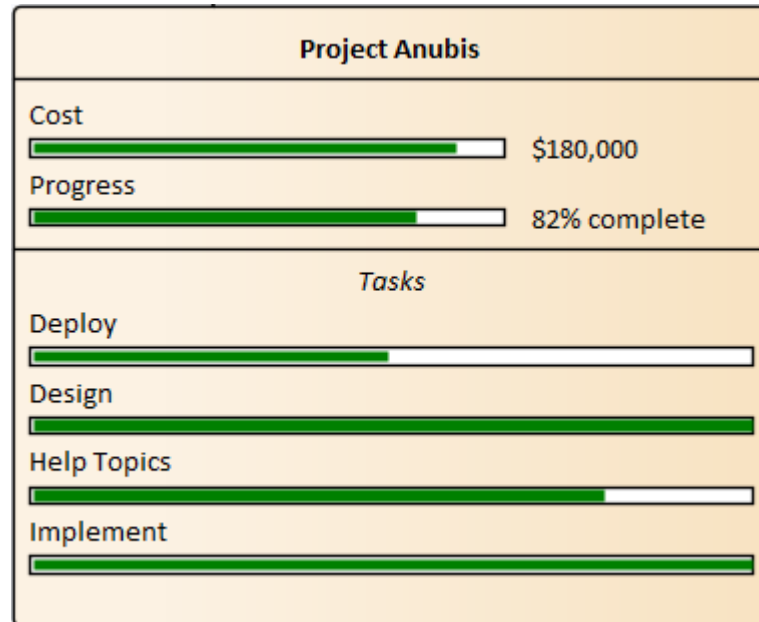 Project Anubis
Cost
$180,000
Progress
82% complete
Tasks
Deploy
Design
Help Topics
Implement